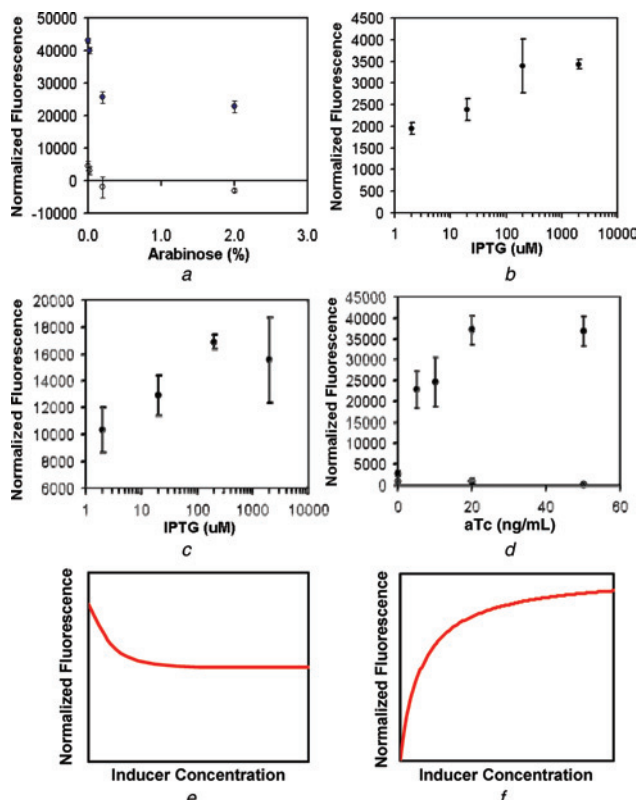 Normalized Fluorescence
50000
40000
30000
20000
10000
0
-10000
0.0 1.0 2.0 3.0
Arabinose (%)
a
Normalized Fluorescence
4500
4000
3500
3000
2500
2000
1500
1000
500
0
1 10 100 1000 10000
IPTG (uM)
b
Normalized Fluorescence
20000
18000
16000
14000
12000
10000
8000
6000
1 10 100 1000 10000
IPTG (uM)
c
Normalized Fluorescence
45000
40000
35000
30000
25000
20000
15000
10000
5000
0
0 20 40 60
aTc (ng/mL)
d
Normalized Fluorescence
Inducer Concentration
e
Normalized Fluorescence
Inducer Concentration
f